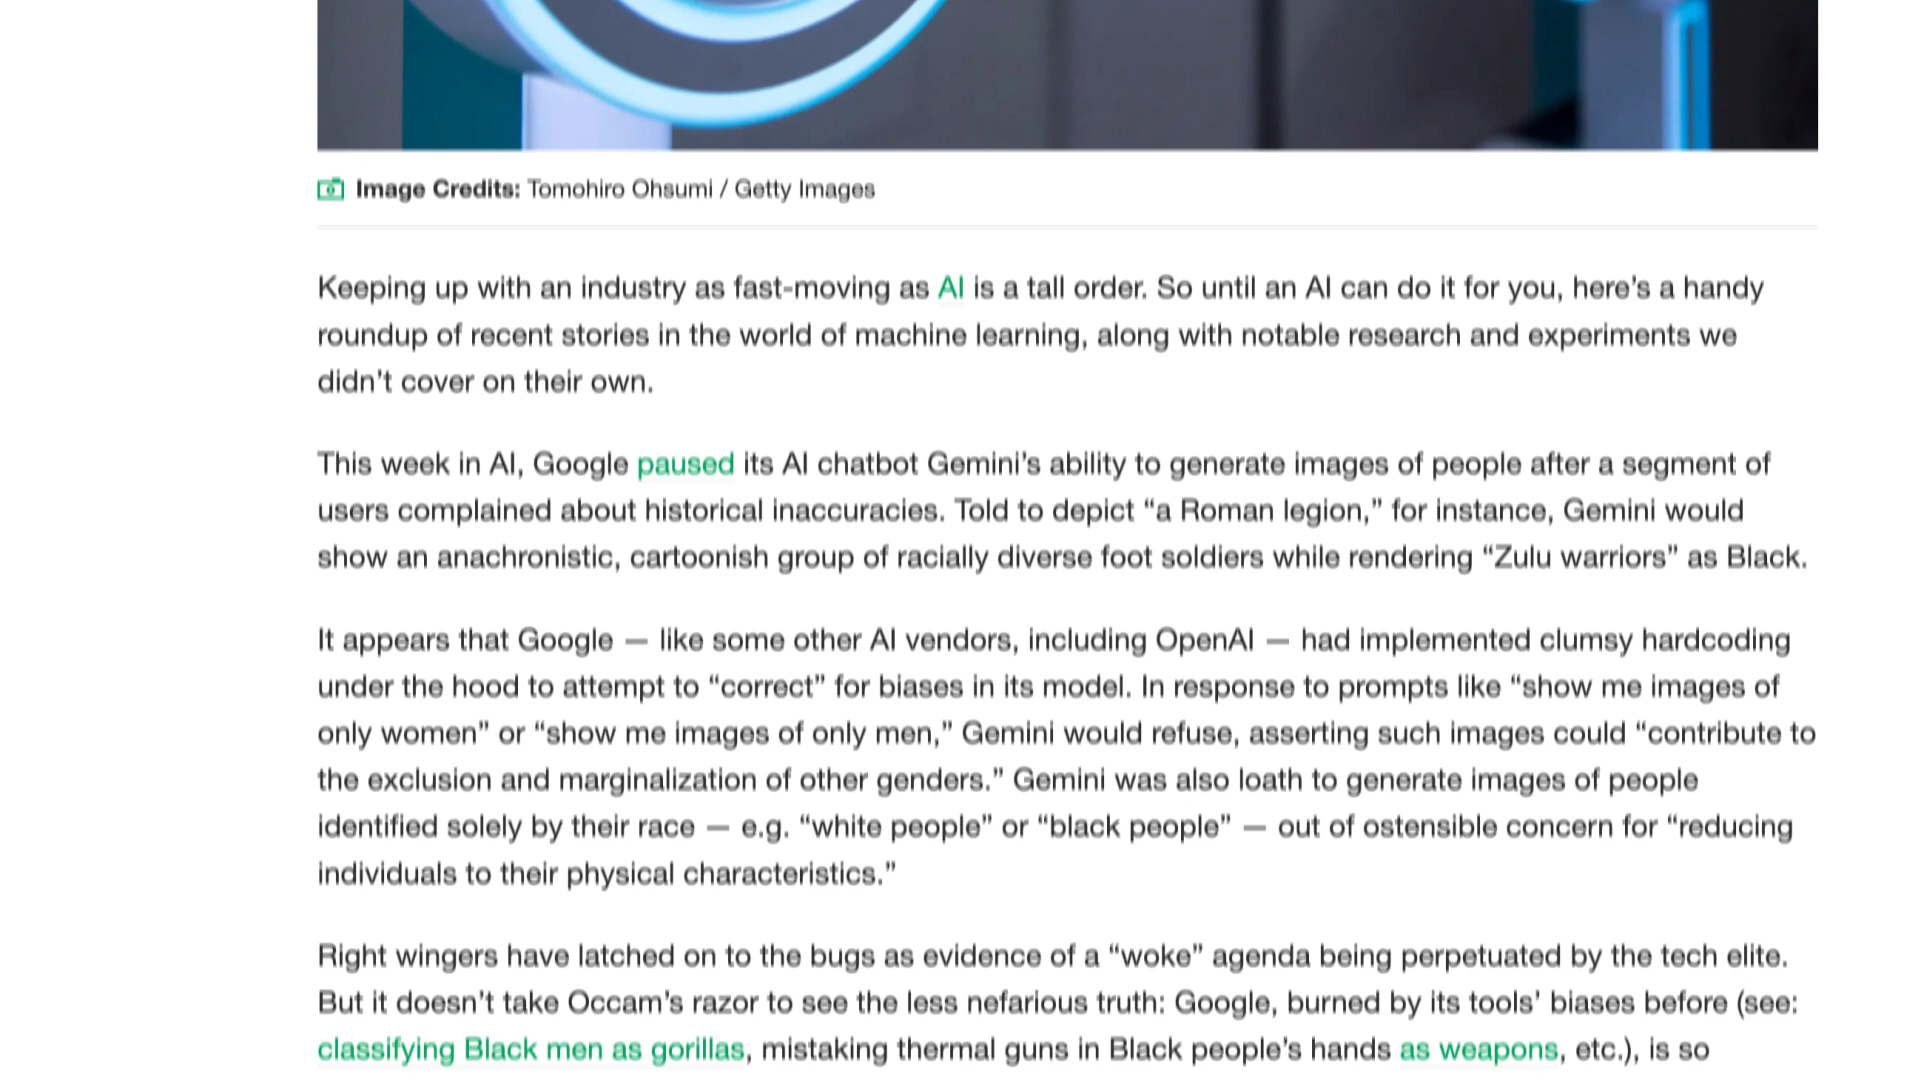 Image Credits: Tomohiro Ohsumi / Getty Images
Keeping up with an industry as fast-moving as AI is a tall order. So until an AI can do it for you, here’s a handy
roundup of recent stories in the world of machine learning, along with notable research and experiments we
didn’t cover on their own.
This week in AI, Google paused its AI chatbot Gemini’s ability to generate images of people after a segment of
users complained about historical inaccuracies. Told to depict “a Roman legion,” for instance, Gemini would
show an anachronistic, cartoonish group of racially diverse foot soldiers while rendering “Zulu warriors” as Black.
It appears that Google — like some other AI vendors, including OpenAI — had implemented clumsy hardcoding
under the hood to attempt to “correct” for biases in its model. In response to prompts like “show me images of
only women” or “show me images of only men,” Gemini would refuse, asserting such images could “contribute to
the exclusion and marginalization of other genders.” Gemini was also loath to generate images of people
identified solely by their race — e.g. “white people” or “black people” — out of ostensible concern for “reducing
individuals to their physical characteristics.”
Right wingers have latched on to the bugs as evidence of a “woke” agenda being perpetuated by the tech elite.
But it doesn’t take Occam’s razor to see the less nefarious truth: Google, burned by its tools’ biases before (see:
classifying Black men as gorillas, mistaking thermal guns in Black people’s hands as weapons, etc.), is so